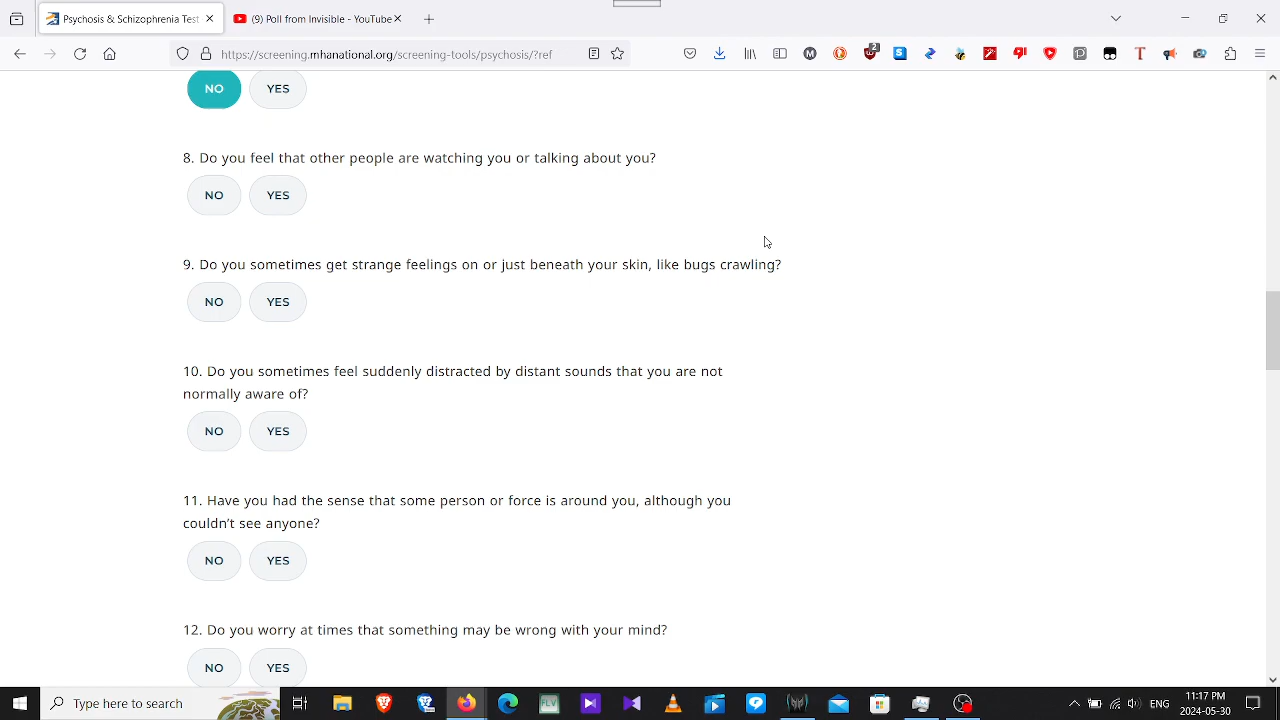 Psychosis & Schizophrenia Test
(9) Poll from Invisible - YouTube
https://screening.mhanational.org/screening-tools/psychosis/?ref
2
NO YES
8. Do you feel that other people are watching you or talking about you?
NO YES
9. Do you sometimes get strange feelings on or just beneath your skin, like bugs crawling?
NO YES
10. Do you sometimes feel suddenly distracted by distant sounds that you are not
normally aware of?
NO YES
11. Have you had the sense that some person or force is around you, although you
couldn't see anyone?
NO YES
12. Do you worry at times that something may be wrong with your mind?
NO YES
Type here to search
FLV
ENG
11:17 PM
2024-05-30